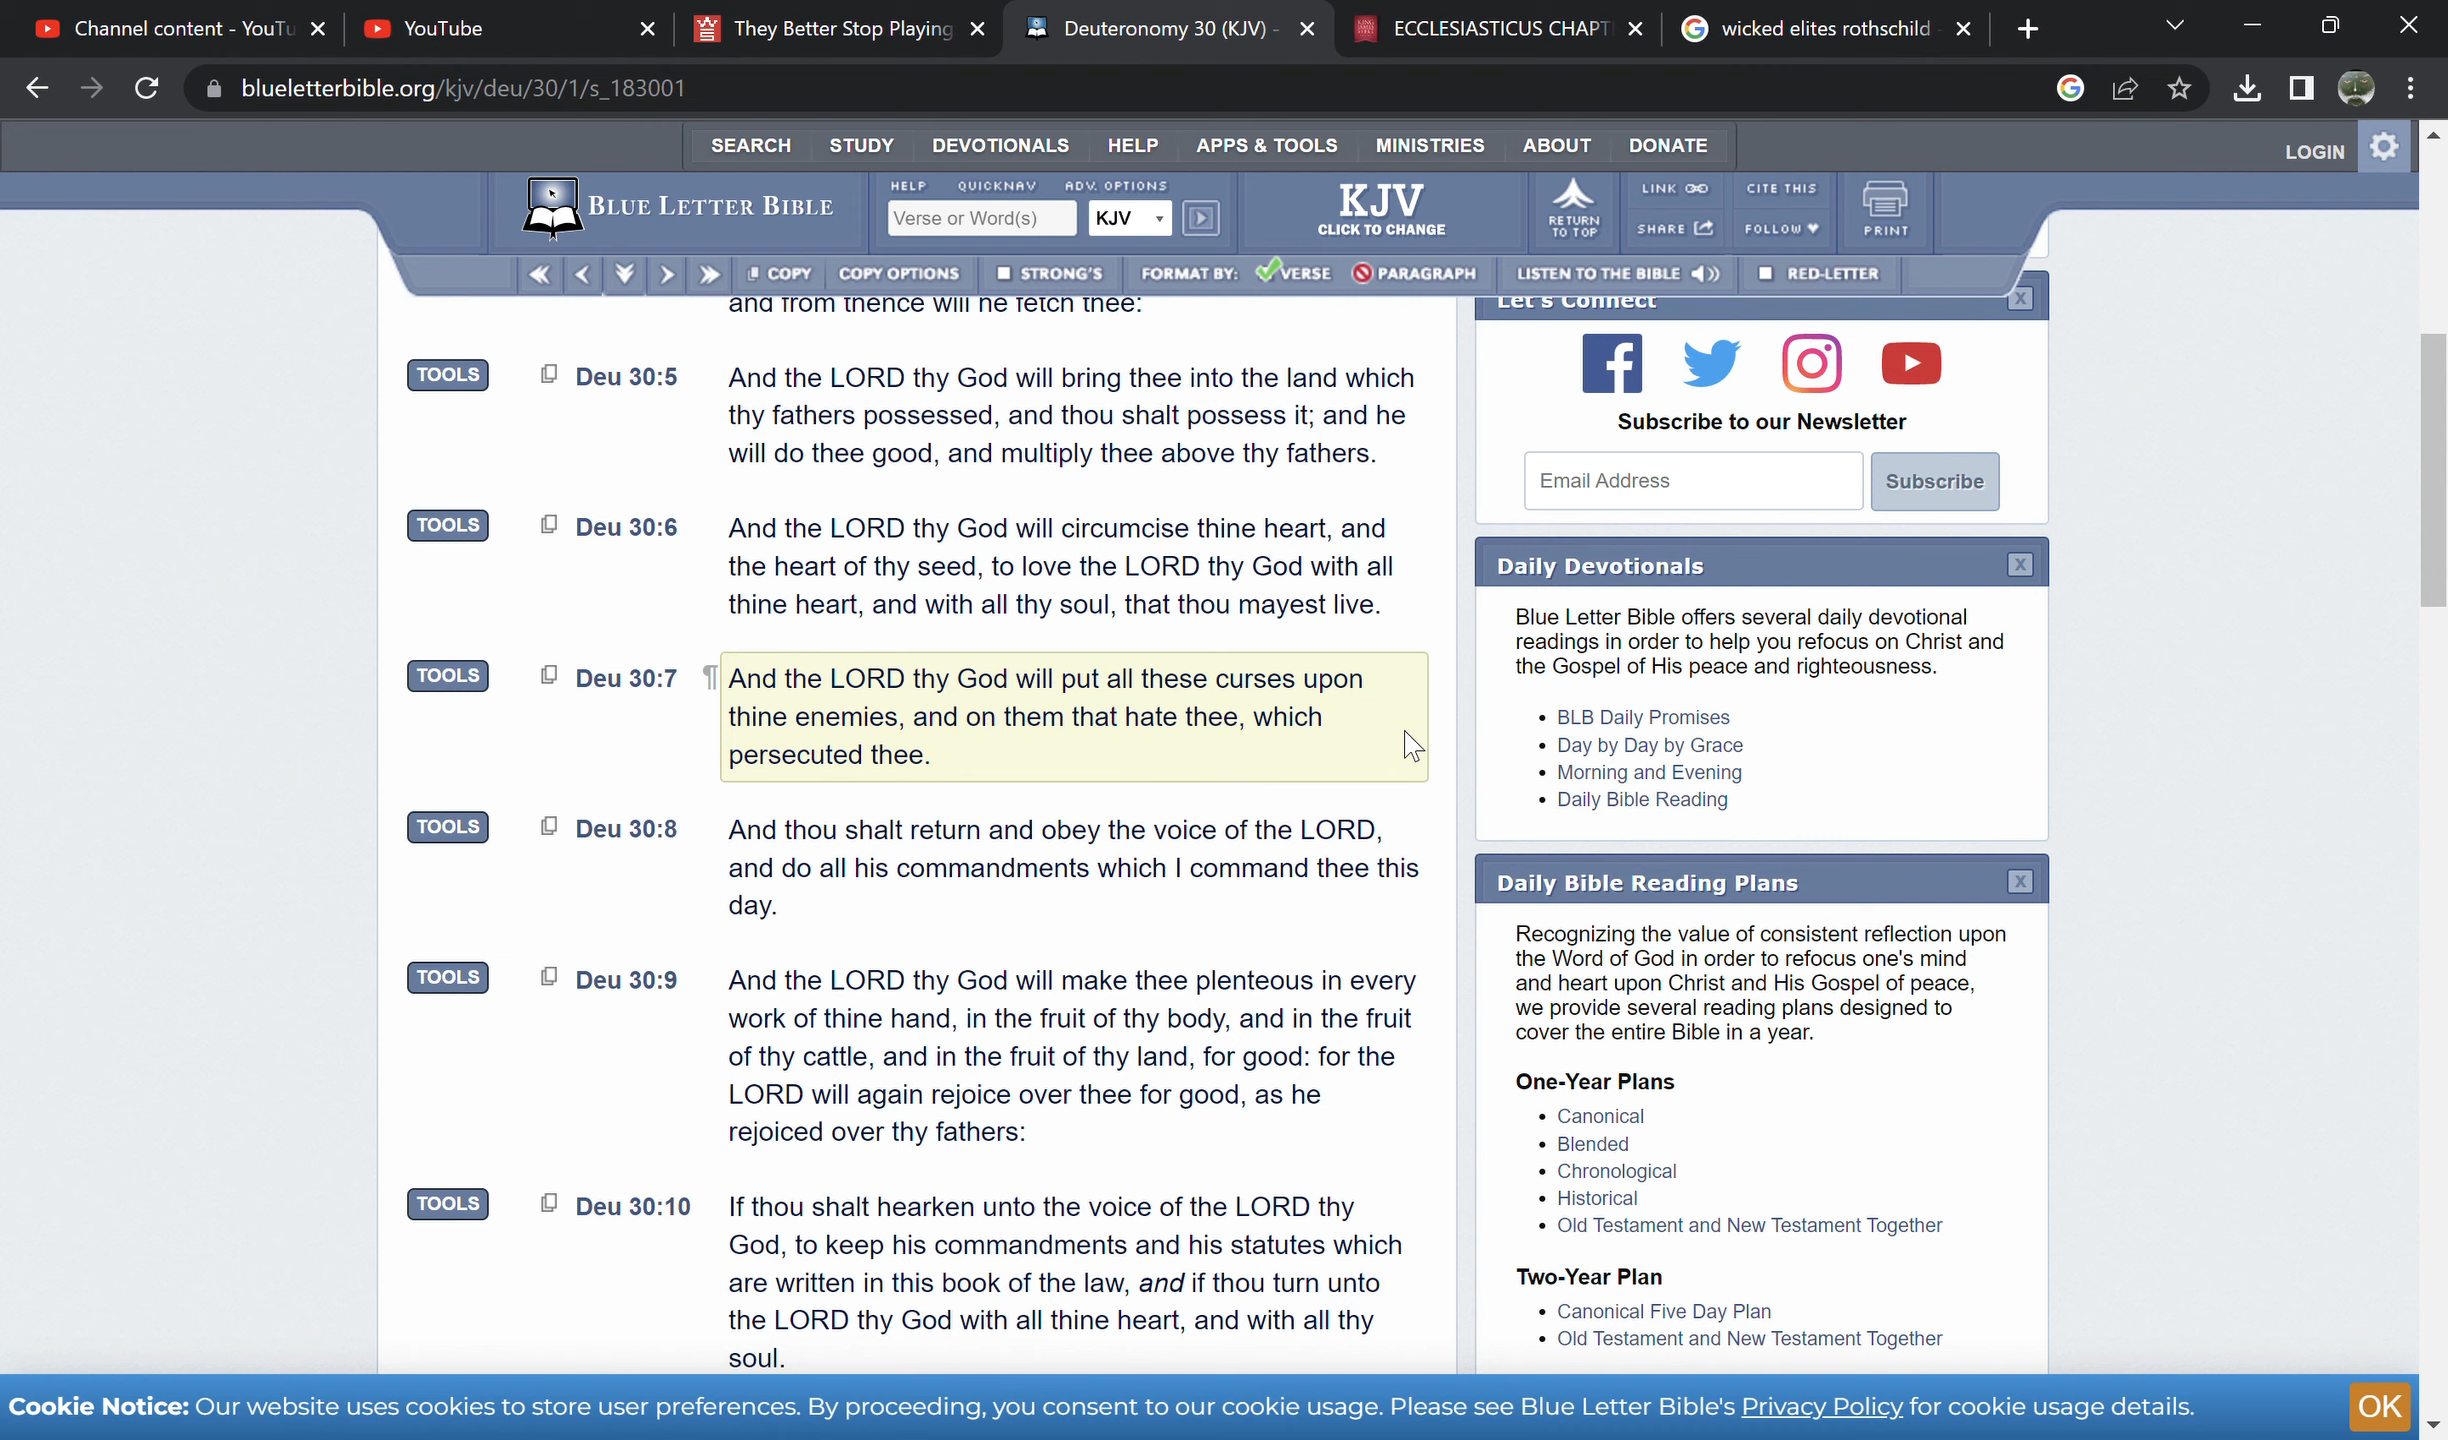 Channel content - YouTu
YouTube
They Better Stop Playing
Deuteronomy 30 (KJV) -
ECCLESIASTICUS CHAPT
wicked elites rothschild -
blueletterbible.org/kjv/deu/30/1/s_183001
SEARCH STUDY DEVOTIONALS HELP APPS & TOOLS MINISTRIES ABOUT DONATE
LOGIN
BLUE LETTER BIBLE
HELP QUICKNAV ADV. OPTIONS
Verse or Word(s) KJV
KJV
CLICK TO CHANGE
RETURN
TO TOP
LINK CITE THIS
SHARE FOLLOW
PRINT
COPY COPY OPTIONS STRONG'S FORMAT BY: VERSE PARAGRAPH LISTEN TO THE BIBLE RED-LETTER
and from thence will he fetch thee:
TOOLS Deu 30:5 And the LORD thy God will bring thee into the land which
thy fathers possessed, and thou shalt possess it; and he
will do thee good, and multiply thee above thy fathers.
TOOLS Deu 30:6 And the LORD thy God will circumcise thine heart, and
the heart of thy seed, to love the LORD thy God with all
thine heart, and with all thy soul, that thou mayest live.
TOOLS Deu 30:7 ¶ And the LORD thy God will put all these curses upon
thine enemies, and on them that hate thee, which
persecuted thee.
TOOLS Deu 30:8 And thou shalt return and obey the voice of the LORD,
and do all his commandments which I command thee this
day.
TOOLS Deu 30:9 And the LORD thy God will make thee plenteous in every
work of thine hand, in the fruit of thy body, and in the fruit
of thy cattle, and in the fruit of thy land, for good: for the
LORD will again rejoice over thee for good, as he
rejoiced over thy fathers:
TOOLS Deu 30:10 If thou shalt hearken unto the voice of the LORD thy
God, to keep his commandments and his statutes which
are written in this book of the law, and if thou turn unto
the LORD thy God with all thine heart, and with all thy
soul.
Let's Connect
X
Subscribe to our Newsletter
Email Address Subscribe
Daily Devotionals X
Blue Letter Bible offers several daily devotional
readings in order to help you refocus on Christ and
the Gospel of His peace and righteousness.
• BLB Daily Promises
• Day by Day by Grace
• Morning and Evening
• Daily Bible Reading
Daily Bible Reading Plans X
Recognizing the value of consistent reflection upon
the Word of God in order to refocus one's mind
and heart upon Christ and His Gospel of peace,
we provide several reading plans designed to
cover the entire Bible in a year.
One-Year Plans
• Canonical
• Blended
• Chronological
• Historical
• Old Testament and New Testament Together
Two-Year Plan
• Canonical Five Day Plan
• Old Testament and New Testament Together
Cookie Notice: Our website uses cookies to store user preferences. By proceeding, you consent to our cookie usage. Please see Blue Letter Bible's Privacy Policy for cookie usage details. OK